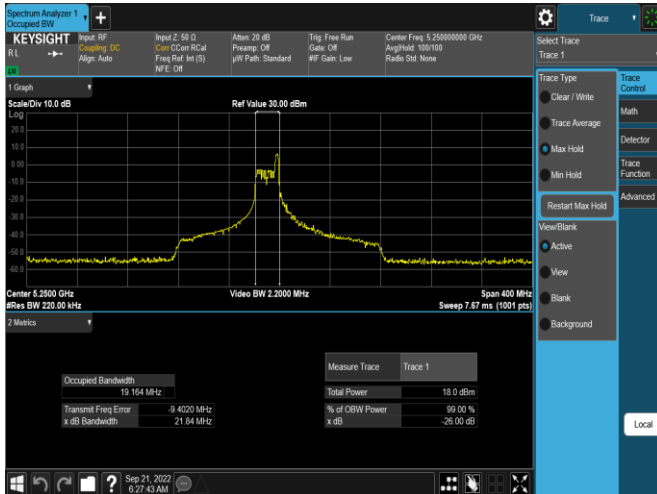 Spectrum Analyzer 1
Occupied BW
KEYSIGHT
R L
Input: RF
Coupling: DC
Align: Auto
Input Z: 50 Ω
Corr CCorr RCal
Freq Ref: Int (S)
NFE: Off
Atten: 20 dB
Preamp: Off
µW Path: Standard
Trig: Free Run
Gate: Off
#IF Gain: Low
Center Freq: 5.250000000 GHz
Avg|Hold: 100/100
Radio Std: None
1 Graph
Scale/Div 10.0 dB
Ref Value 30.00 dBm
Log
20.0
10.0
0.00
-10.0
-20.0
-30.0
-40.0
-50.0
-60.0
Center 5.2500 GHz
Video BW 2.2000 MHz
Span 400 MHz
#Res BW 220.00 kHz
Sweep 7.67 ms (1001 pts)
2 Metrics
Occupied Bandwidth
19.164 MHz
Transmit Freq Error -9.4020 MHz
x dB Bandwidth 21.84 MHz
Measure Trace Trace 1
Total Power 18.0 dBm
% of OBW Power 99.00 %
x dB -26.00 dB
Sep 21, 2022
6:27:43 AM
Trace
Select Trace
Trace 1
Trace Type
Clear / Write
Trace Average
Max Hold
Min Hold
Restart Max Hold
View/Blank
Active
View
Blank
Background
Trace
Control
Math
Detector
Trace
Function
Advanced
Local